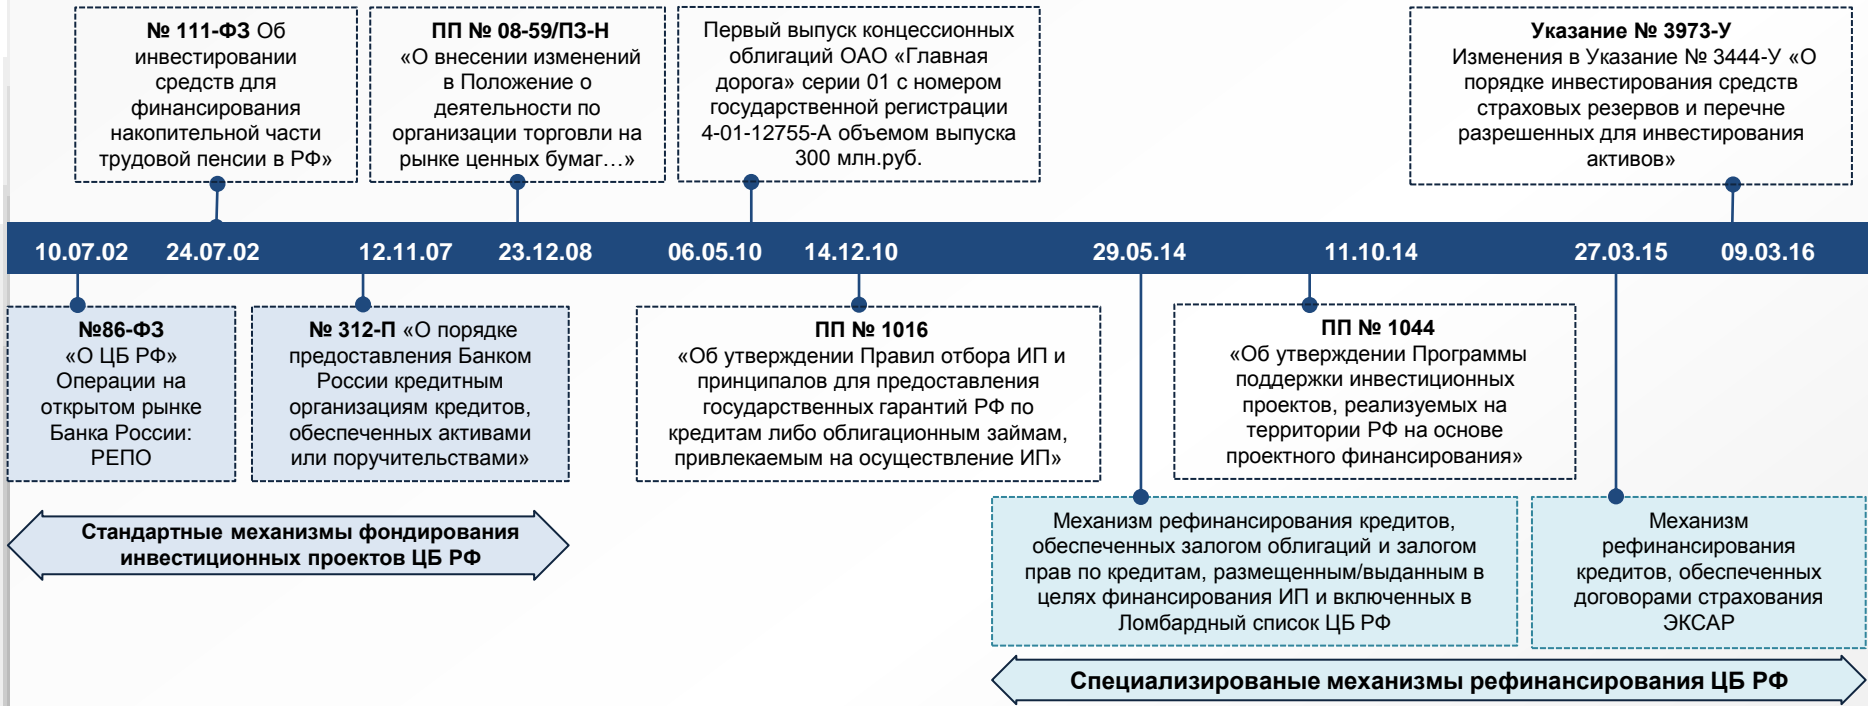 № 111-ФЗ Об
инвестировании
средств для
финансирования
накопительной части
трудовой пенсии в РФ»
ПП № 08-59/ПЗ-Н
«О внесении изменений
в Положение о
деятельности по
организации торговли на
рынке ценных бумаг…»
Первый выпуск концессионных
облигаций ОАО «Главная
дорога» серии 01 с номером
государственной регистрации
4-01-12755-А объемом выпуска
300 млн.руб.
Указание № 3973-У
Изменения в Указание № 3444-У «О
порядке инвестирования средств
страховых резервов и перечне
разрешенных для инвестирования
активов»
10.07.02 24.07.02 12.11.07 23.12.08 06.05.10 14.12.10 29.05.14 11.10.14 27.03.15 09.03.16
№86-ФЗ
«О ЦБ РФ»
Операции на
открытом рынке
Банка России:
РЕПО
№ 312-П «О порядке
предоставления Банком
России кредитным
организациям кредитов,
обеспеченных активами
или поручительствами»
ПП № 1016
«Об утверждении Правил отбора ИП и
принципалов для предоставления
государственных гарантий РФ по
кредитам либо облигационным займам,
привлекаемым на осуществление ИП»
ПП № 1044
«Об утверждении Программы
поддержки инвестиционных
проектов, реализуемых на
территории РФ на основе
проектного финансирования»
Стандартные механизмы фондирования
инвестиционных проектов ЦБ РФ
Механизм рефинансирования кредитов,
обеспеченных залогом облигаций и залогом
прав по кредитам, размещенным/выданным в
целях финансирования ИП и включенных в
Ломбардный список ЦБ РФ
Механизм
рефинансирования
кредитов, обеспеченных
договорами страхования
ЭКСАР
Специализированые механизмы рефинансирования ЦБ РФ